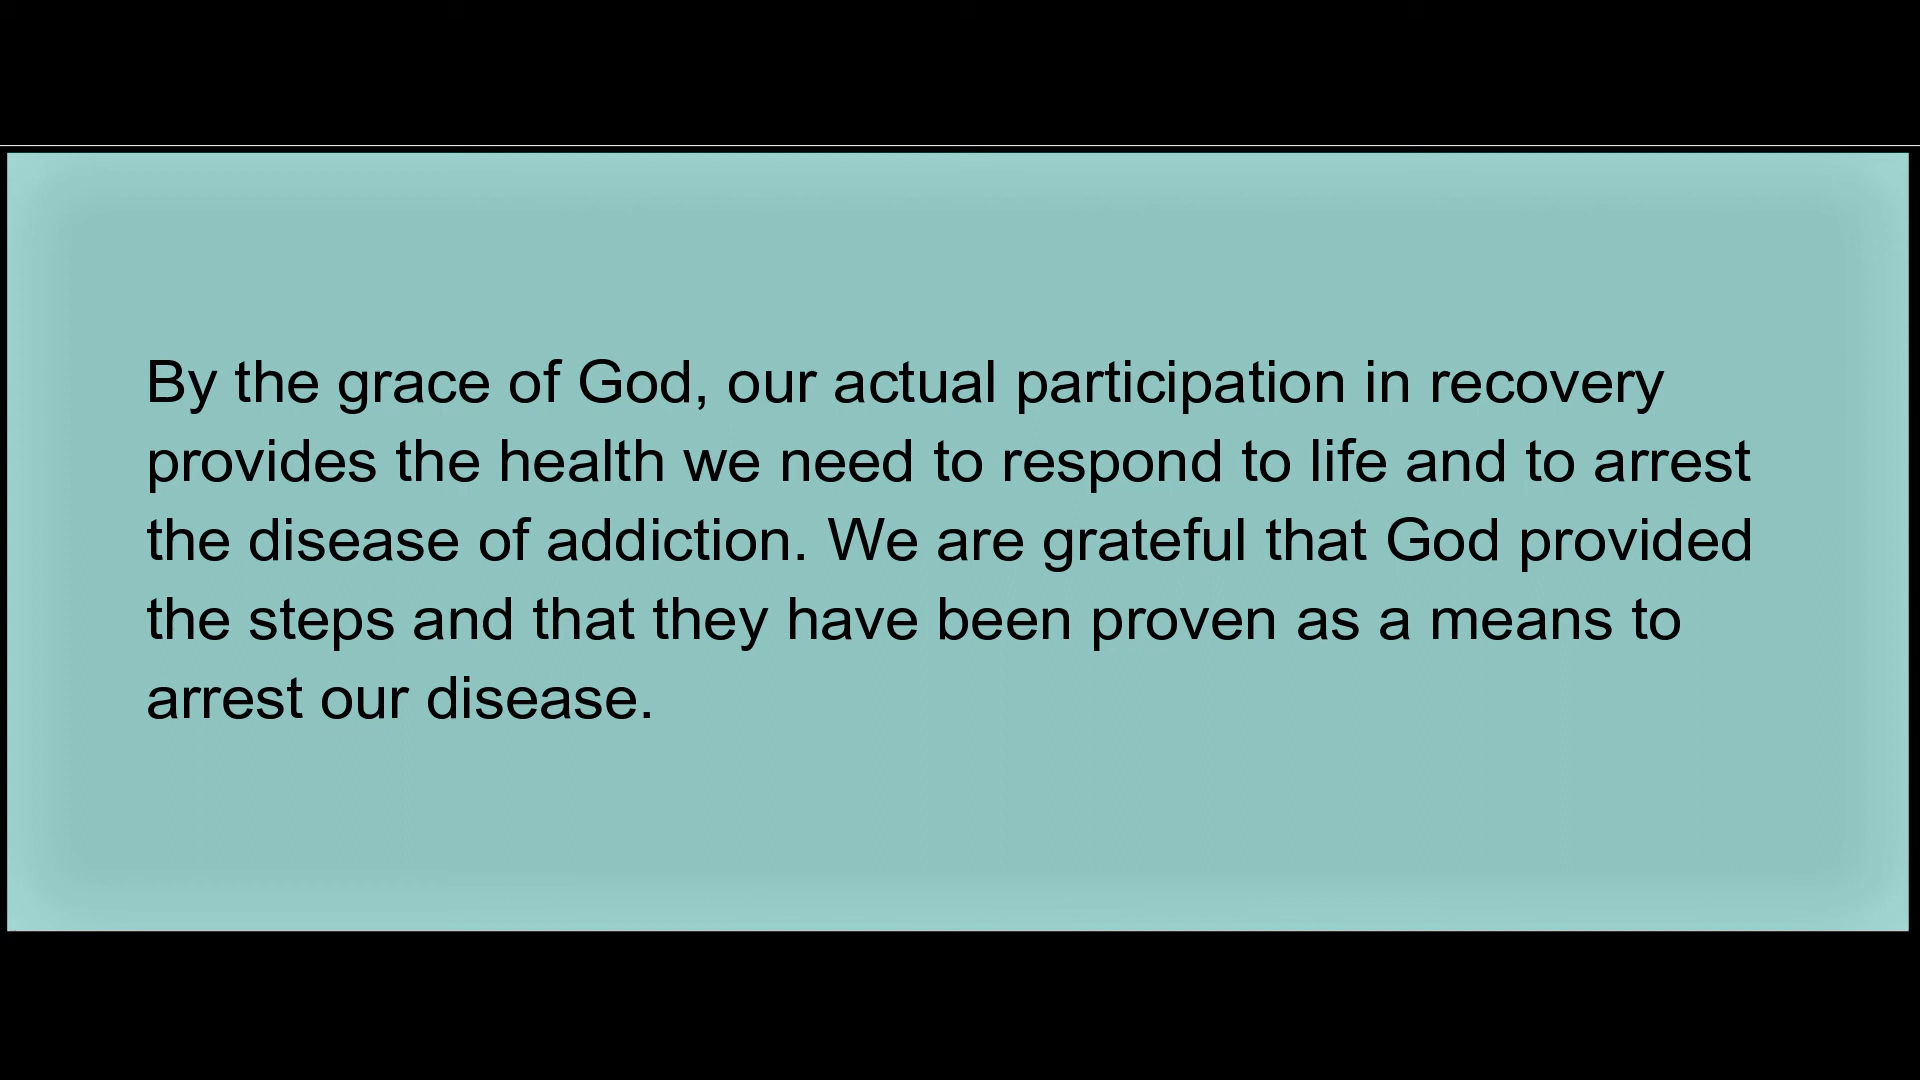 By the grace of God, our actual participation in recovery
provides the health we need to respond to life and to arrest
the disease of addiction. We are grateful that God provided
the steps and that they have been proven as a means to
arrest our disease.